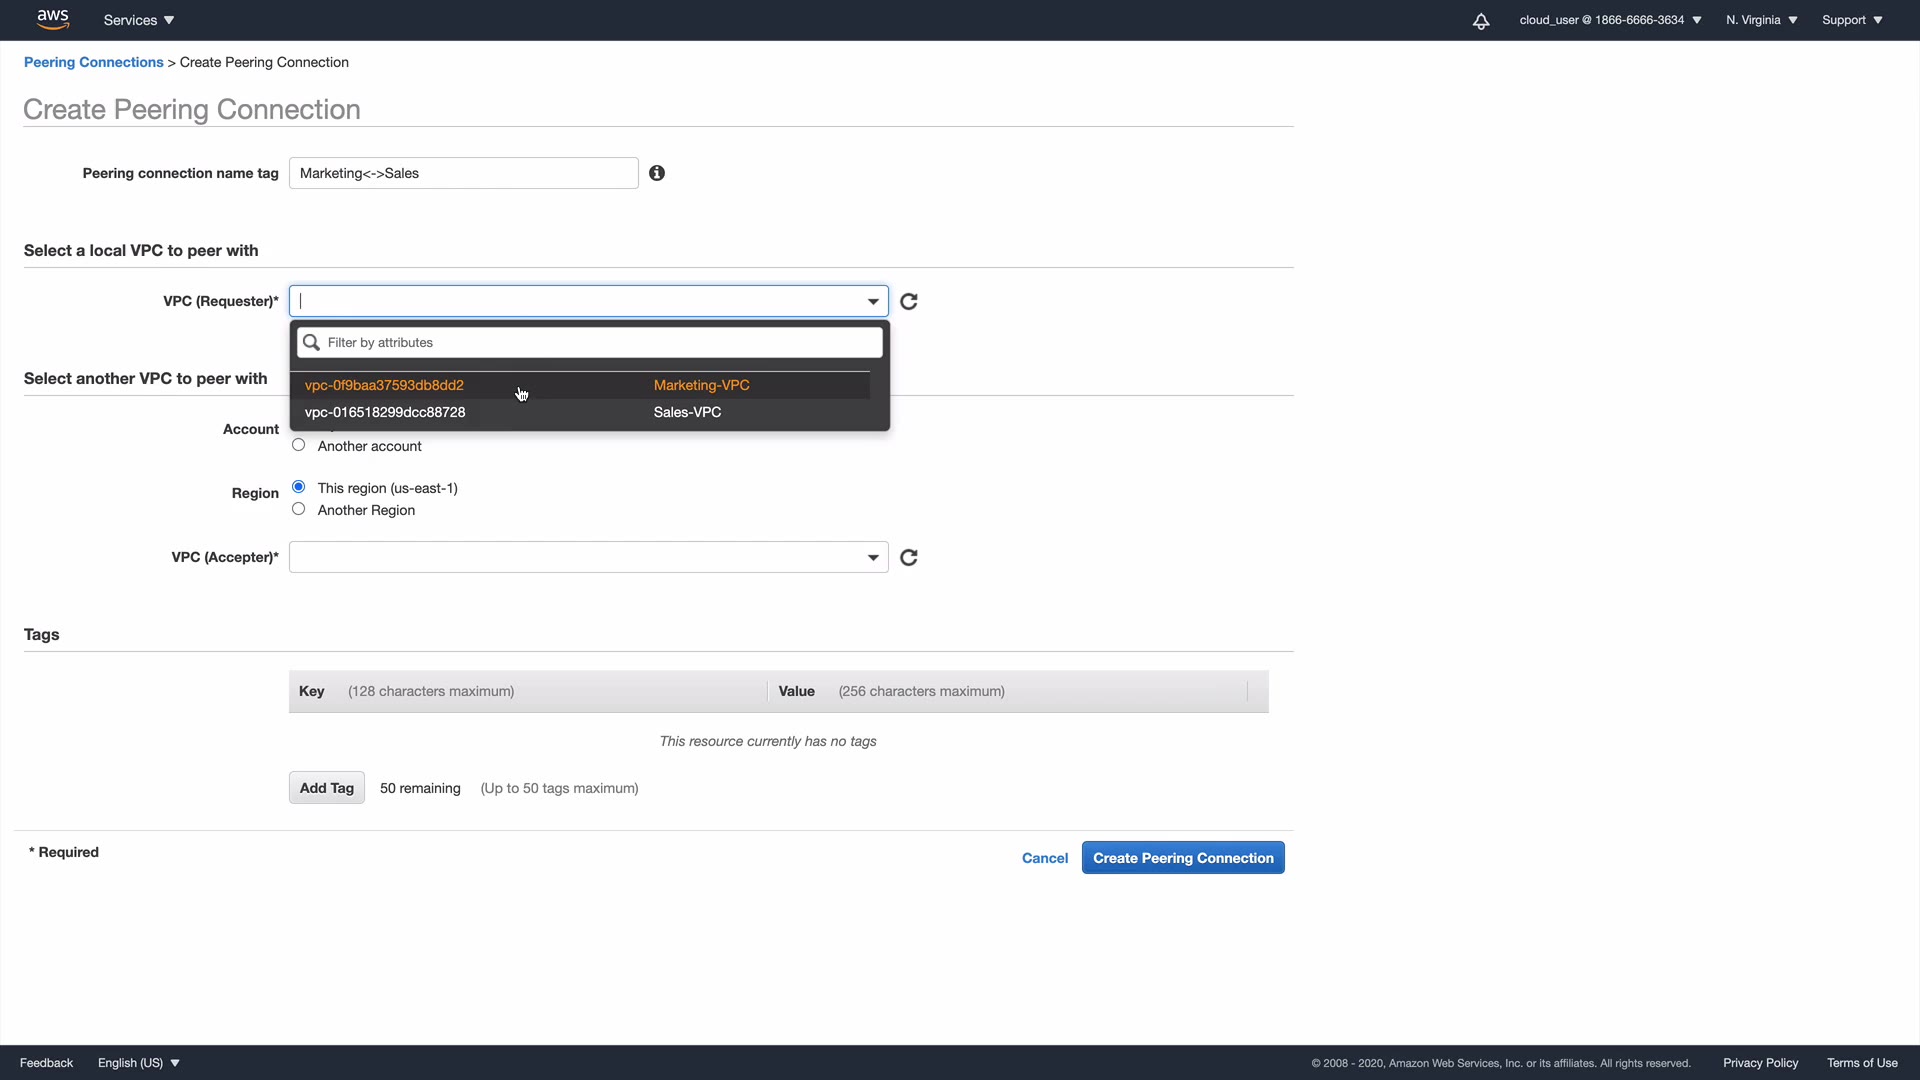 aws Services ▼ cloud_user @ 1866-6666-3634 ▼ N. Virginia ▼ Support ▼
Peering Connections > Create Peering Connection
Create Peering Connection
Peering connection name tag Marketing<->Sales
Select a local VPC to peer with
VPC (Requester)*
Filter by attributes
vpc-0f9baa37593db8dd2 Marketing-VPC
vpc-016518299dcc88728 Sales-VPC
Select another VPC to peer with
Account
Another account
Region
This region (us-east-1)
Another Region
VPC (Accepter)*
Tags
Key (128 characters maximum) Value (256 characters maximum)
This resource currently has no tags
Add Tag 50 remaining (Up to 50 tags maximum)
* Required
Cancel Create Peering Connection
Feedback English (US) ▼ © 2008 - 2020, Amazon Web Services, Inc. or its affiliates. All rights reserved. Privacy Policy Terms of Use